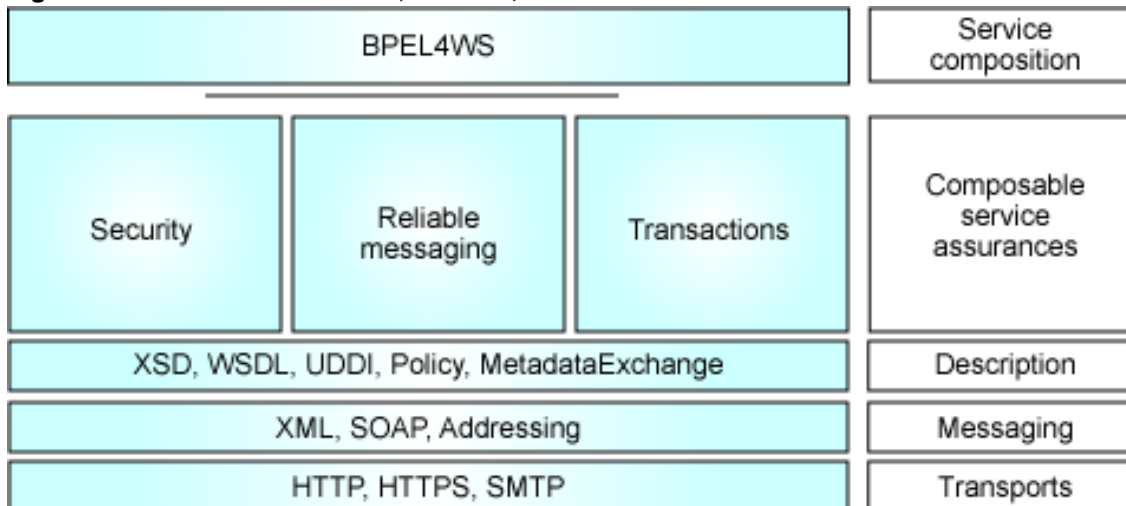 BPEL4WS
Service
composition
Security
Reliable
messaging
Transactions
Composable
service
assurances
XSD, WSDL, UDDI, Policy, MetadataExchange
Description
XML, SOAP, Addressing
Messaging
HTTP, HTTPS, SMTP
Transports